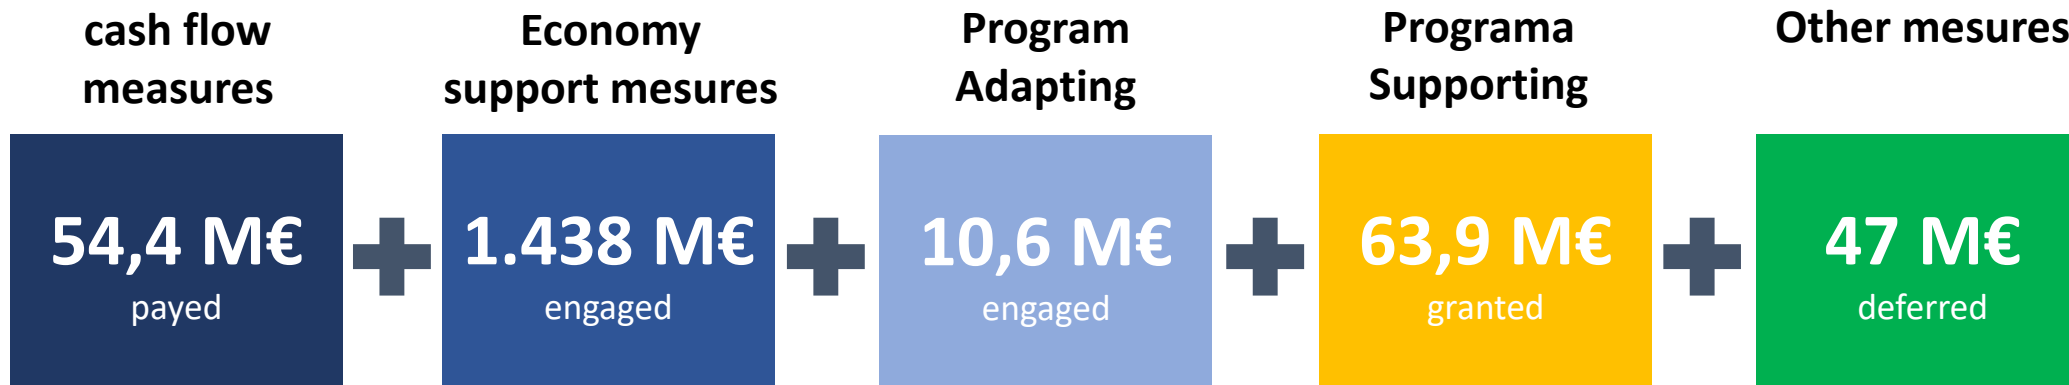 cash flow
measures
Economy
support mesures
Program
Adapting
Programa
Supporting
Other mesures
54,4 M€
payed
1.438 M€
engaged
10,6 M€
engaged
63,9 M€
granted
47 M€
deferred